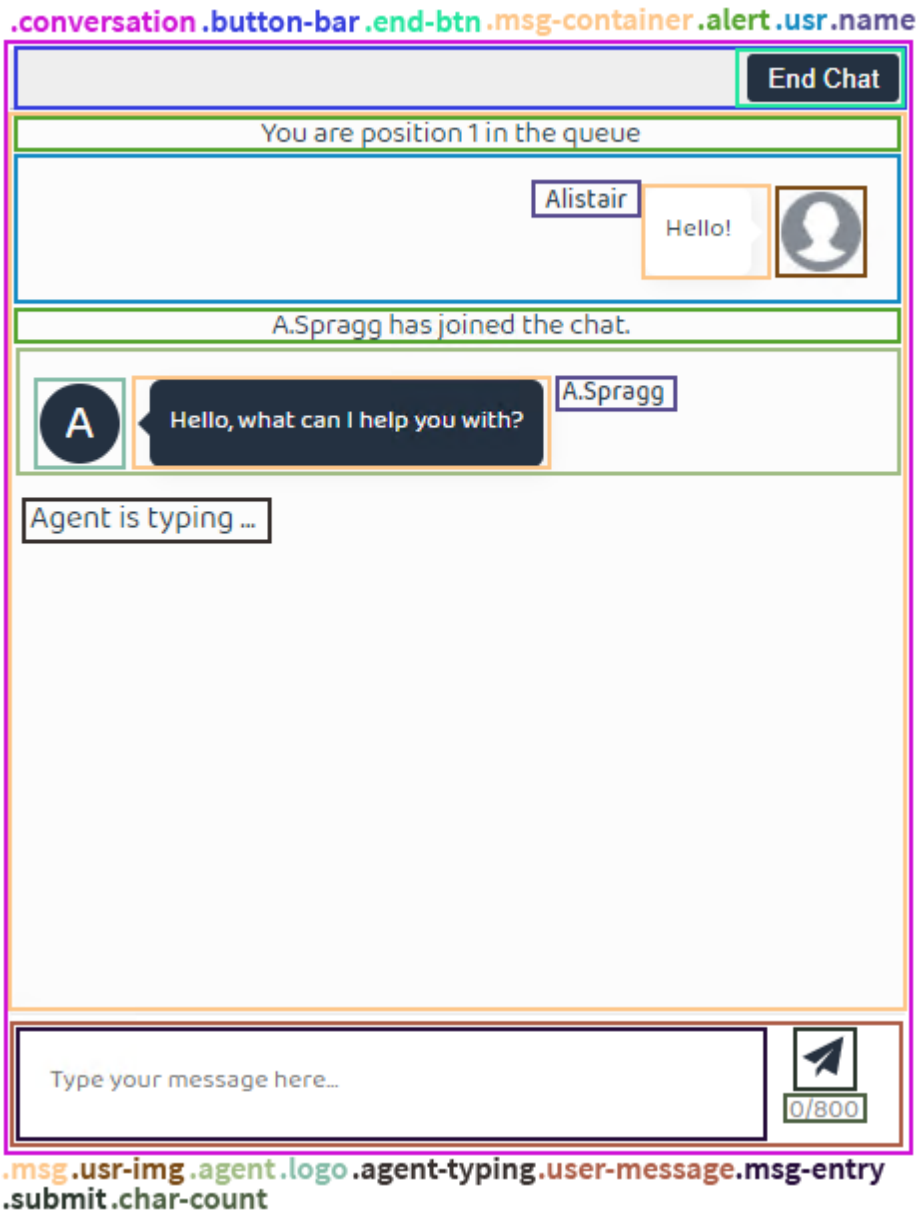 .conversation .button-bar .end-btn .msg-container .alert .usr .name
End Chat
You are position 1 in the queue
Alistair
Hello!
A.Spragg has joined the chat.
A
Hello, what can I help you with?
A.Spragg
Agent is typing ...
Type your message here...
0/800
.msg .usr-img .agent .logo .agent-typing .user-message .msg-entry
.submit .char-count